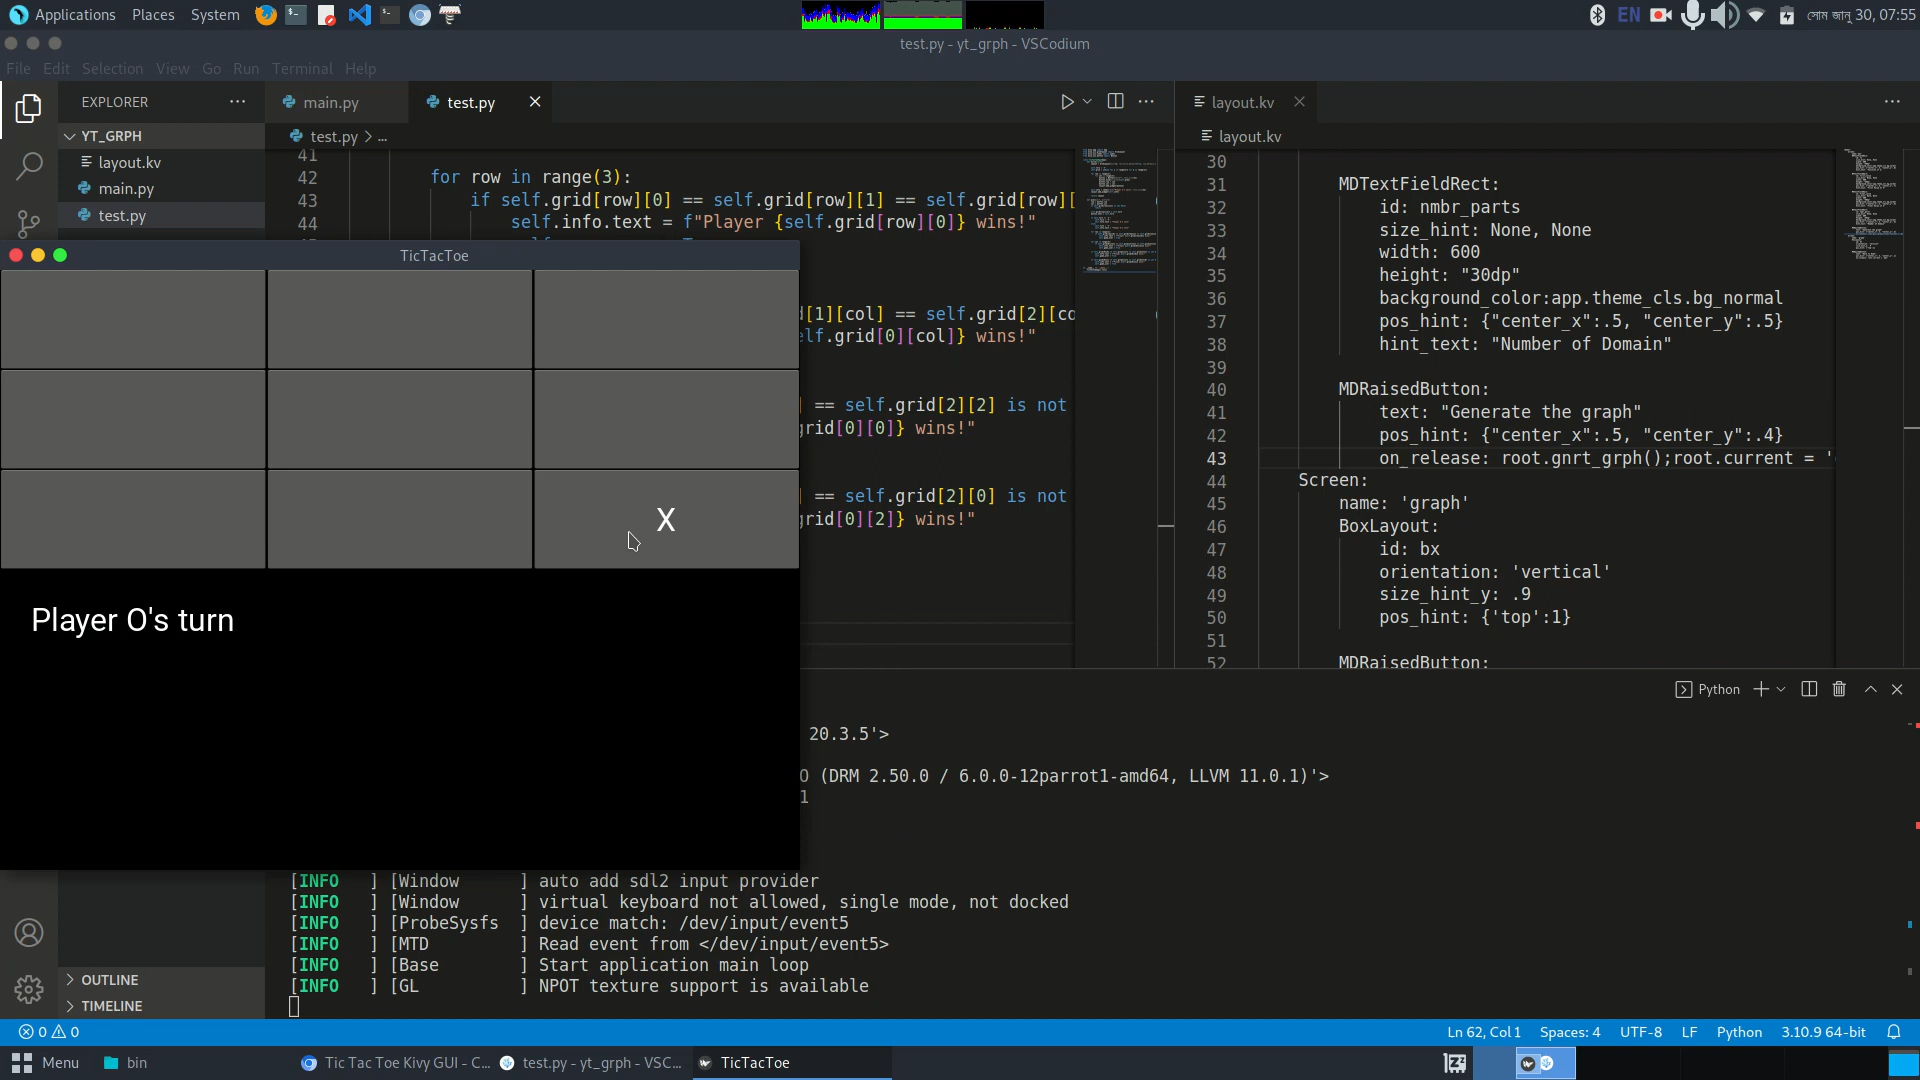 Applications Places System EN সোম জানু 30, 07:55
test.py - yt_grph - VSCodium
File Edit Selection View Go Run Terminal Help
EXPLORER ··· main.py test.py ··· layout.kv ···
YT_GRPH test.py > ... layout.kv
layout.kv
main.py
test.py
41
42 for row in range(3):
43 if self.grid[row][0] == self.grid[row][1] == self.grid[row][
44 self.info.text = f"Player {self.grid[row][0]} wins!"
[1][col] == self.grid[2][co
elf.grid[0][col]} wins!"
] == self.grid[2][2] is not
grid[0][0]} wins!"
] == self.grid[2][0] is not
grid[0][2]} wins!"
30
31 MDTextFieldRect:
32 id: nmbr_parts
33 size_hint: None, None
34 width: 600
35 height: "30dp"
36 background_color:app.theme_cls.bg_normal
37 pos_hint: {"center_x":.5, "center_y":.5}
38 hint_text: "Number of Domain"
39
40 MDRaisedButton:
41 text: "Generate the graph"
42 pos_hint: {"center_x":.5, "center_y":.4}
43 on_release: root.gnrt_grph();root.current = '
44 Screen:
45 name: 'graph'
46 BoxLayout:
47 id: bx
48 orientation: 'vertical'
49 size_hint_y: .9
50 pos_hint: {'top':1}
51
52 MDRaisedButton:
TicTacToe
X
Player O's turn
Python
20.3.5'>
O (DRM 2.50.0 / 6.0.0-12parrot1-amd64, LLVM 11.0.1)'>
1
[INFO ] [Window ] auto add sdl2 input provider
[INFO ] [Window ] virtual keyboard not allowed, single mode, not docked
[INFO ] [ProbeSysfs ] device match: /dev/input/event5
[INFO ] [MTD ] Read event from </dev/input/event5>
[INFO ] [Base ] Start application main loop
[INFO ] [GL ] NPOT texture support is available
OUTLINE
TIMELINE
0 0 Ln 62, Col 1 Spaces: 4 UTF-8 LF Python 3.10.9 64-bit
Menu bin Tic Tac Toe Kivy GUI - C... test.py - yt_grph - VSC... TicTacToe